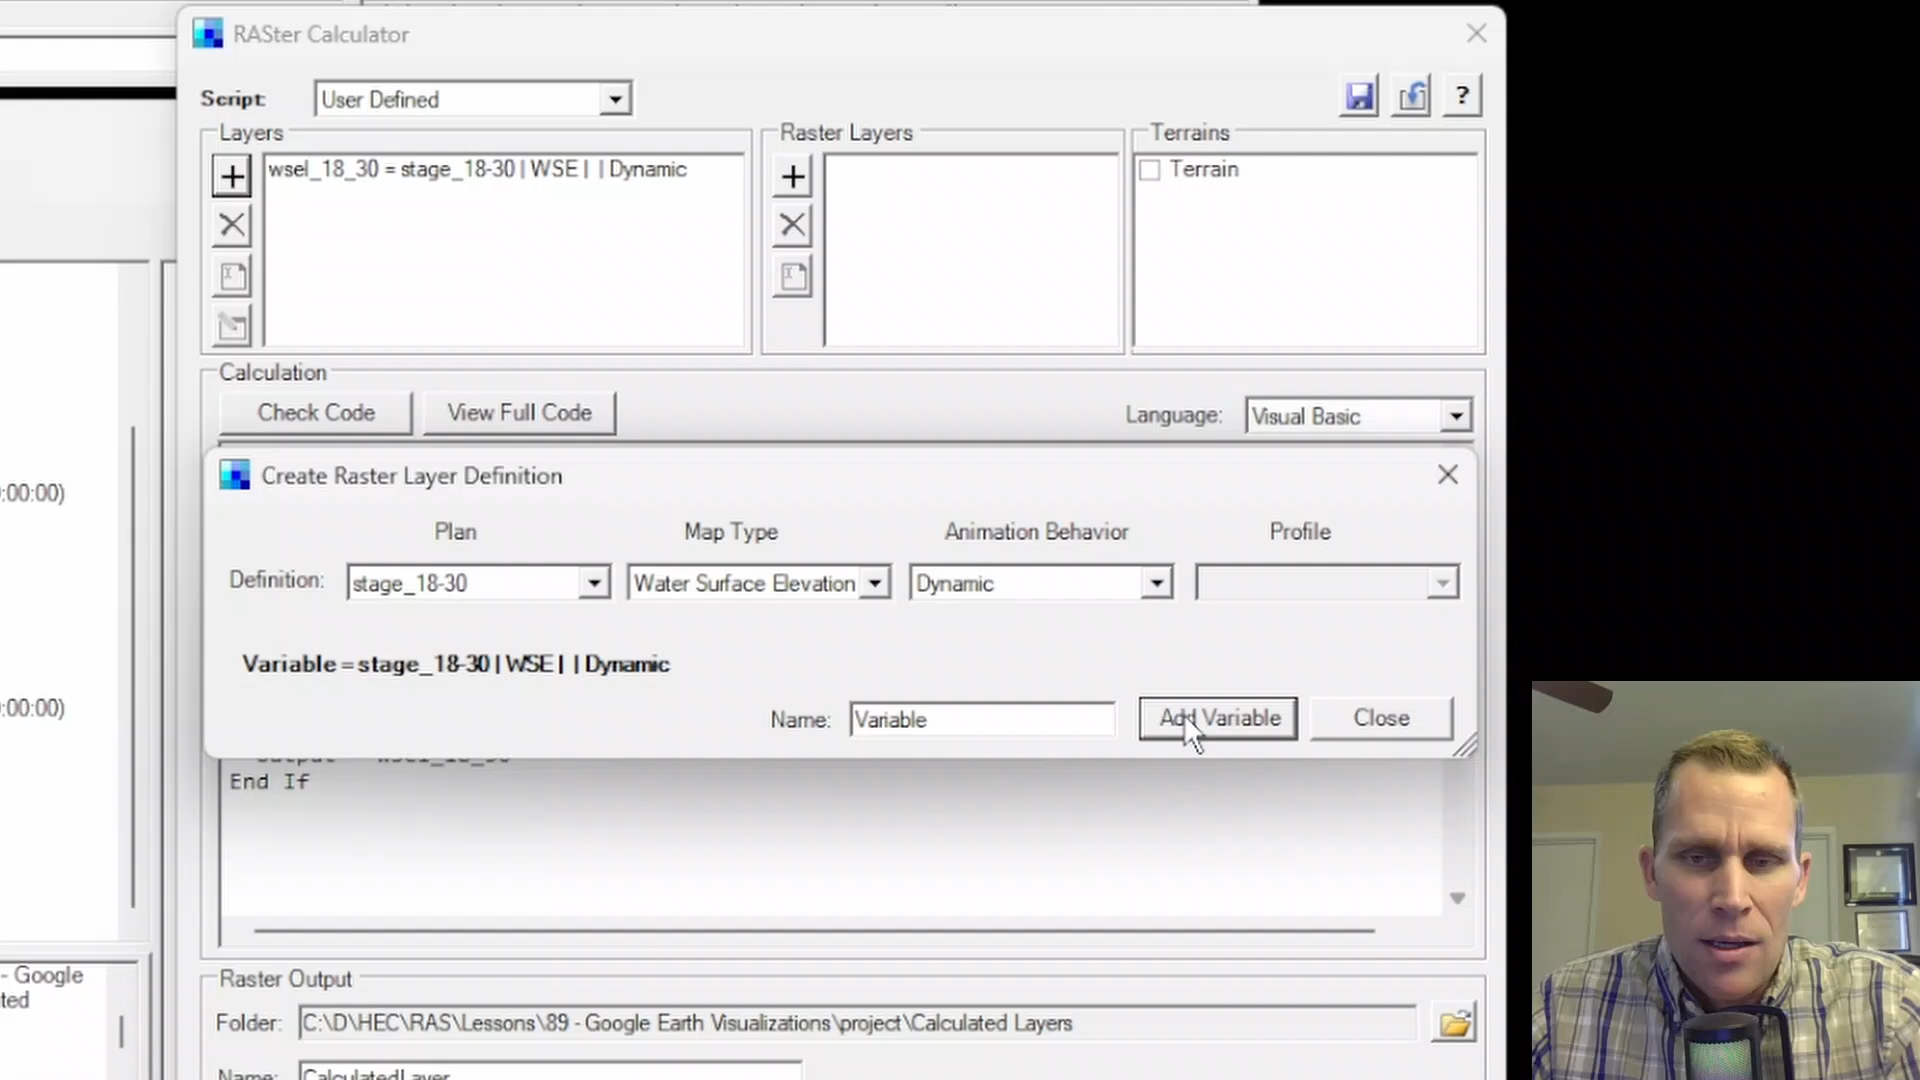 RASter Calculator
Script:
User Defined
?
Layers
Raster Layers
Terrains
wsel_18_30 = stage_18-30 | WSE | | Dynamic
Terrain
Calculation
Check Code
View Full Code
Language:
Visual Basic
Create Raster Layer Definition
Plan
Map Type
Animation Behavior
Profile
:00:00)
Definition:
stage_18-30
Water Surface Elevation
Dynamic
Variable = stage_18-30 | WSE | | Dynamic
:00:00)
Name:
Variable
Add Variable
Close
End If
- Google
ted
Raster Output
Folder:
C:\D\HEC\RAS\Lessons\89 - Google Earth Visualizations\project\Calculated Layers
Name:
CalculatedLayer